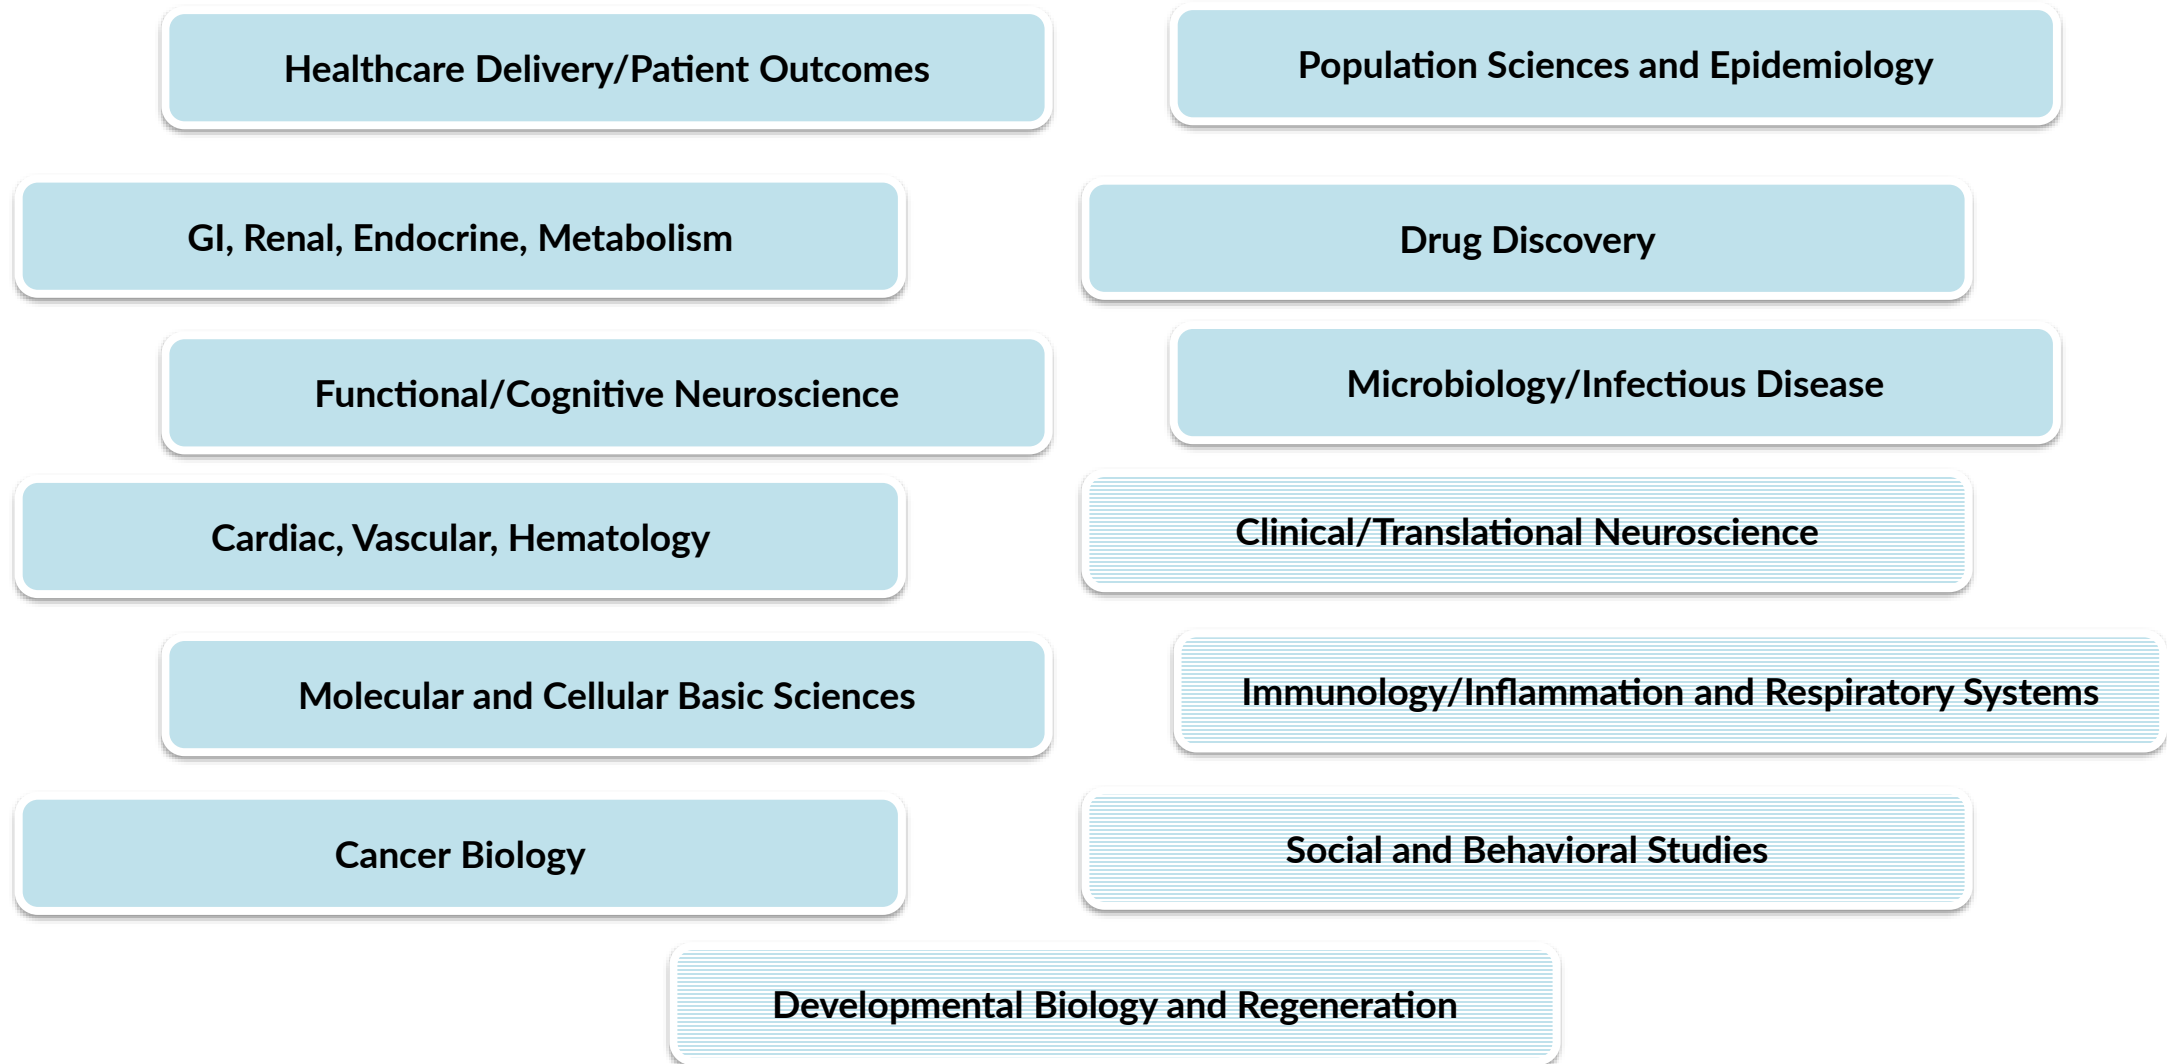 Healthcare Delivery/Patient Outcomes
Population Sciences and Epidemiology
GI, Renal, Endocrine, Metabolism
Drug Discovery
Functional/Cognitive Neuroscience
Microbiology/Infectious Disease
Cardiac, Vascular, Hematology
Clinical/Translational Neuroscience
Molecular and Cellular Basic Sciences
Immunology/Inflammation and Respiratory Systems
Cancer Biology
Social and Behavioral Studies
Developmental Biology and Regeneration